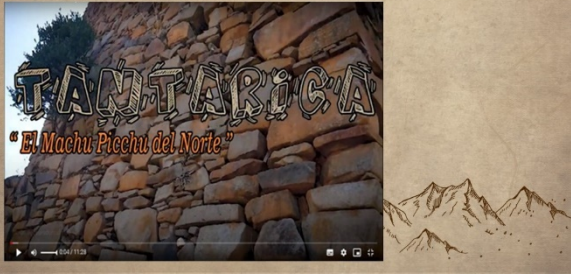 TANTARiCA
“El Machu Picchu del Norte”
0:04 / 11:28